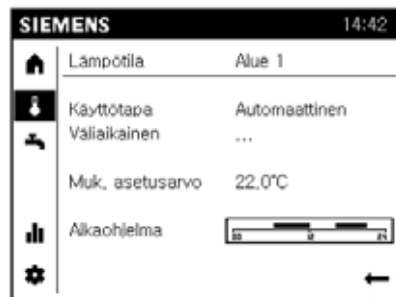 SIEMENS 14:42
Lämpötila Alue 1
Käyttötapa Automaattinen
Väliaikainen ...
Muk. asetusarvo 22.0°C
Aikaohjelma